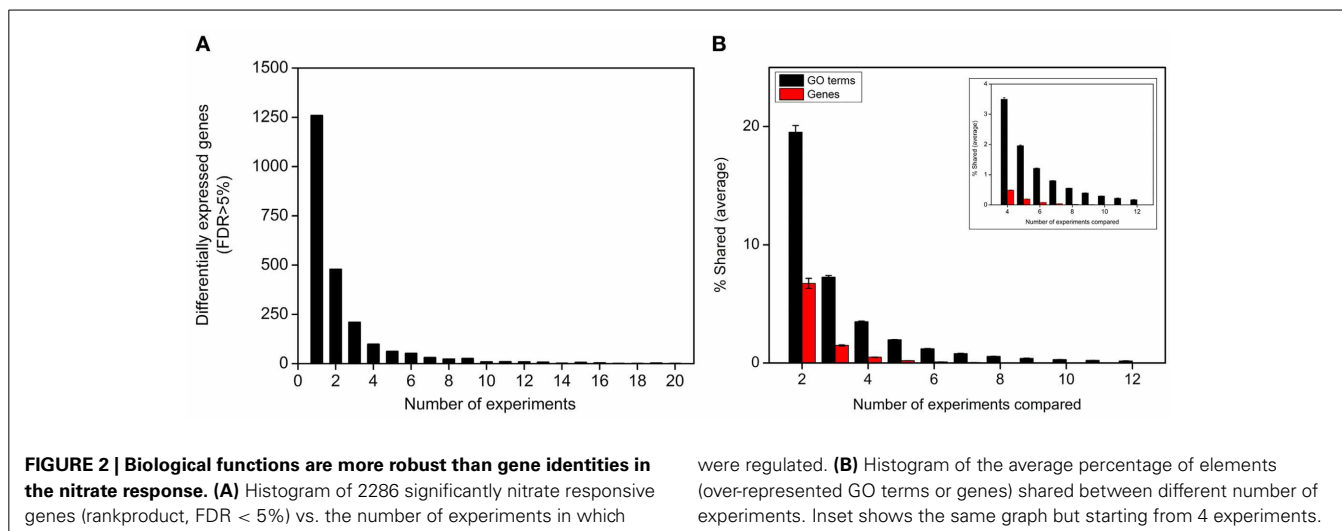 A
Differentially expressed genes
(FDR>5%)
1500
1250
1000
750
500
250
0
0 2 4 6 8 10 12 14 16 18 20
Number of experiments
B
GO terms
Genes
% Shared (average)
20
10
0
2 4 6 8 10 12
Number of experiments compared
% Shared (average)
4
3
2
1
0
4 6 8 10 12
Number of experiments compared
FIGURE 2 | Biological functions are more robust than gene identities in
the nitrate response. (A) Histogram of 2286 significantly nitrate responsive
genes (rankproduct, FDR < 5%) vs. the number of experiments in which
were regulated. (B) Histogram of the average percentage of elements
(over-represented GO terms or genes) shared between different number of
experiments. Inset shows the same graph but starting from 4 experiments.